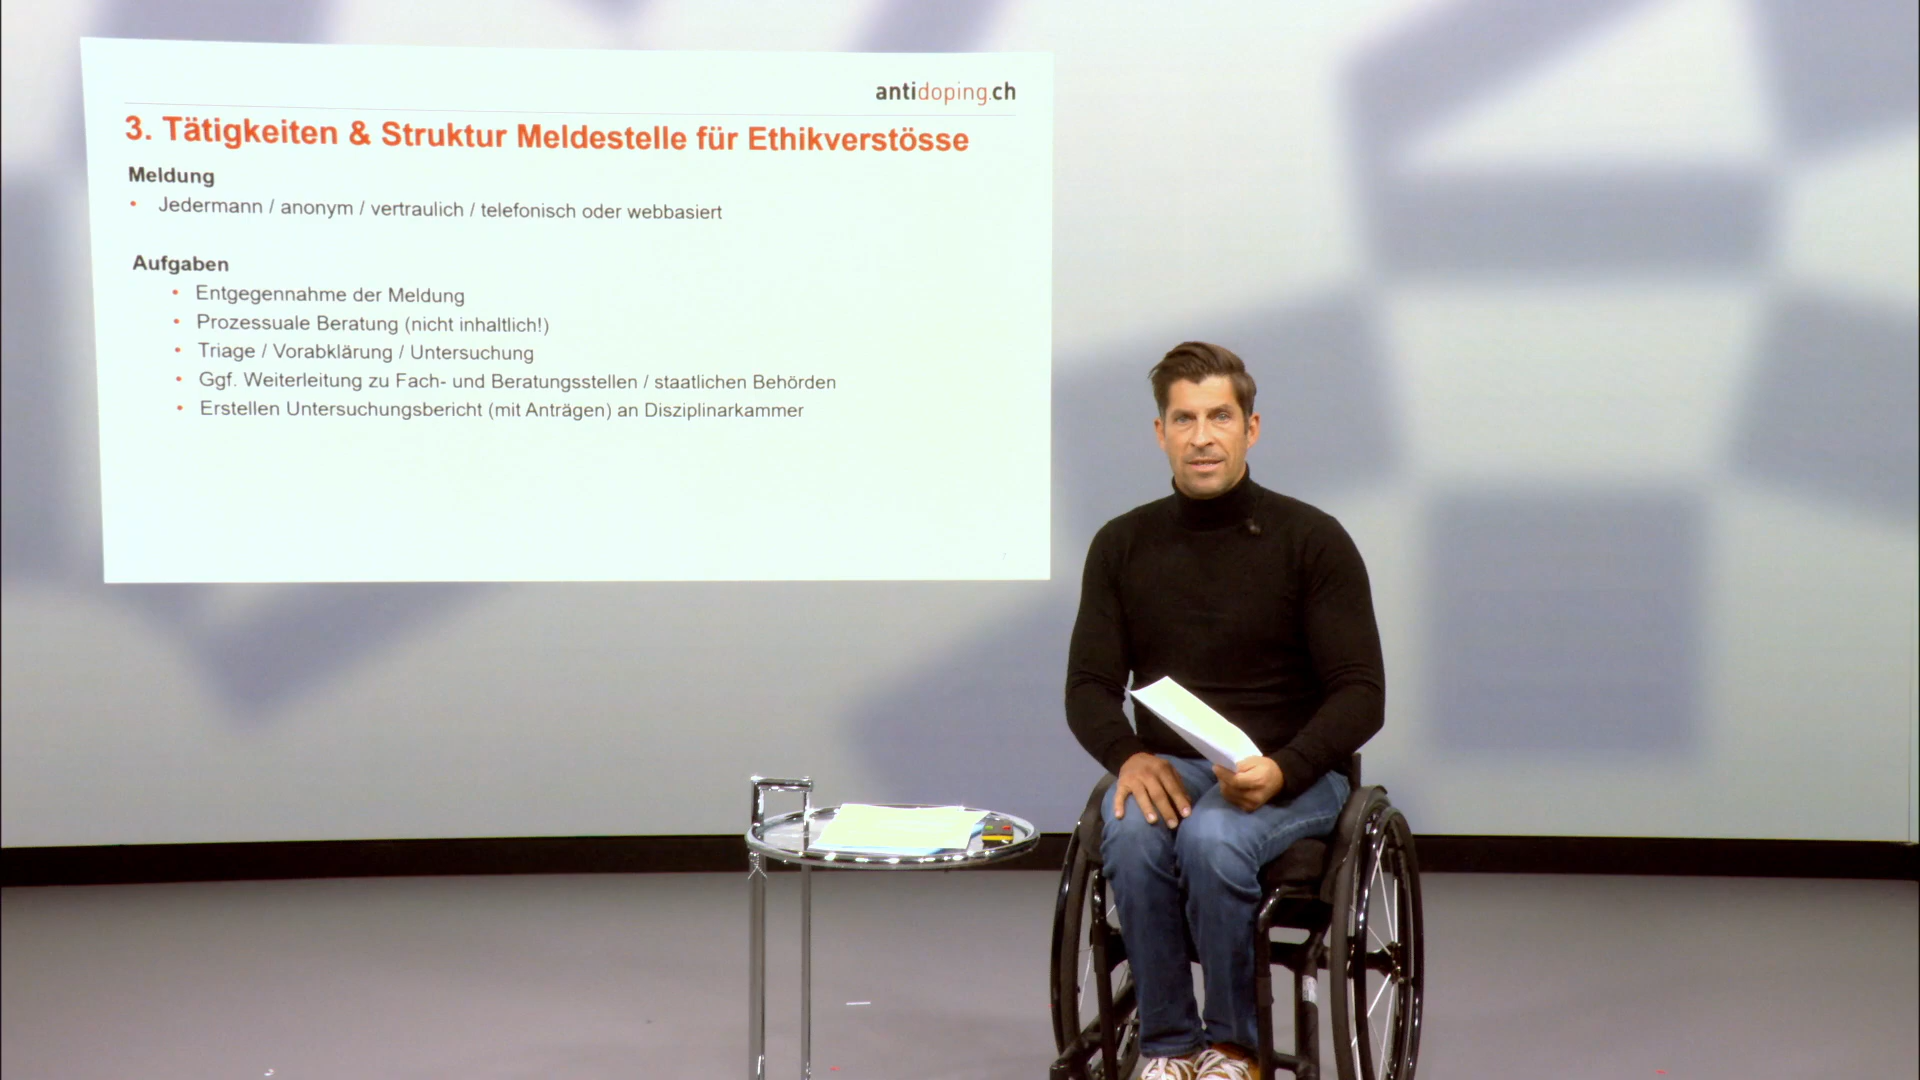 antidoping.ch
3. Tätigkeiten & Struktur Meldestelle für Ethikverstösse
Meldung
• Jedermann / anonym / vertraulich / telefonisch oder webbasiert
Aufgaben
• Entgegennahme der Meldung
• Prozessuale Beratung (nicht inhaltlich!)
• Triage / Vorabklärung / Untersuchung
• Ggf. Weiterleitung zu Fach- und Beratungsstellen / staatlichen Behörden
• Erstellen Untersuchungsbericht (mit Anträgen) an Disziplinarkammer